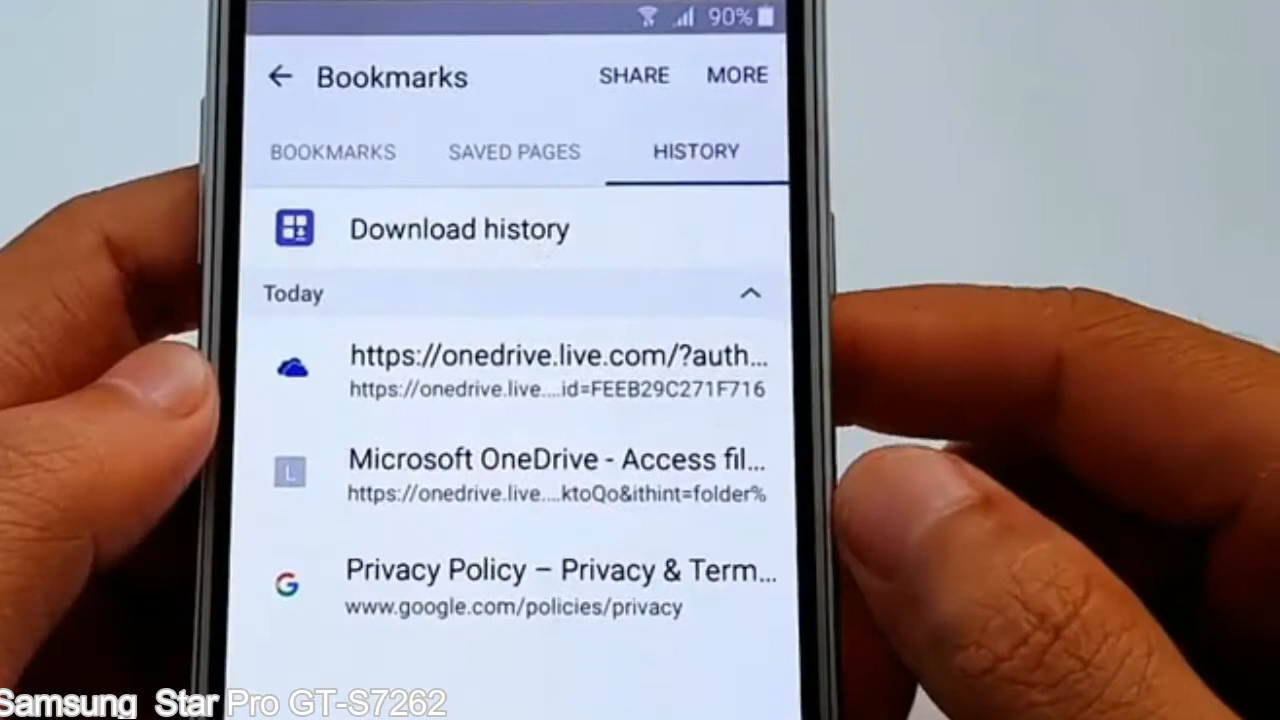 90%
Bookmarks SHARE MORE
BOOKMARKS SAVED PAGES HISTORY
Download history
Today
https://onedrive.live.com/?auth...
https://onedrive.live....id=FEEB29C271F716
L
Microsoft OneDrive - Access fil...
https://onedrive.live....ktoQo&ithint=folder%
G
Privacy Policy – Privacy & Term...
www.google.com/policies/privacy
Samsung Star Pro GT-S7262